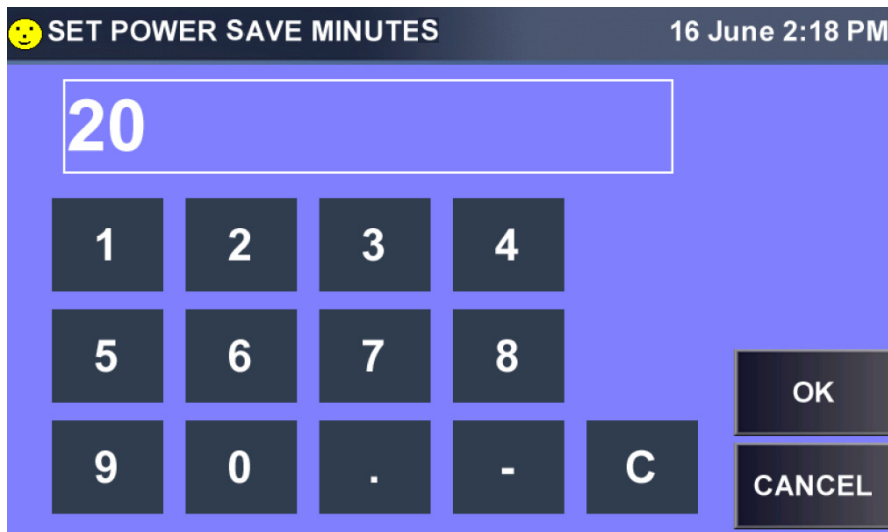 SET POWER SAVE MINUTES 16 June 2:18 PM
20
1 2 3 4
5 6 7 8
OK
9 0 . - C
CANCEL